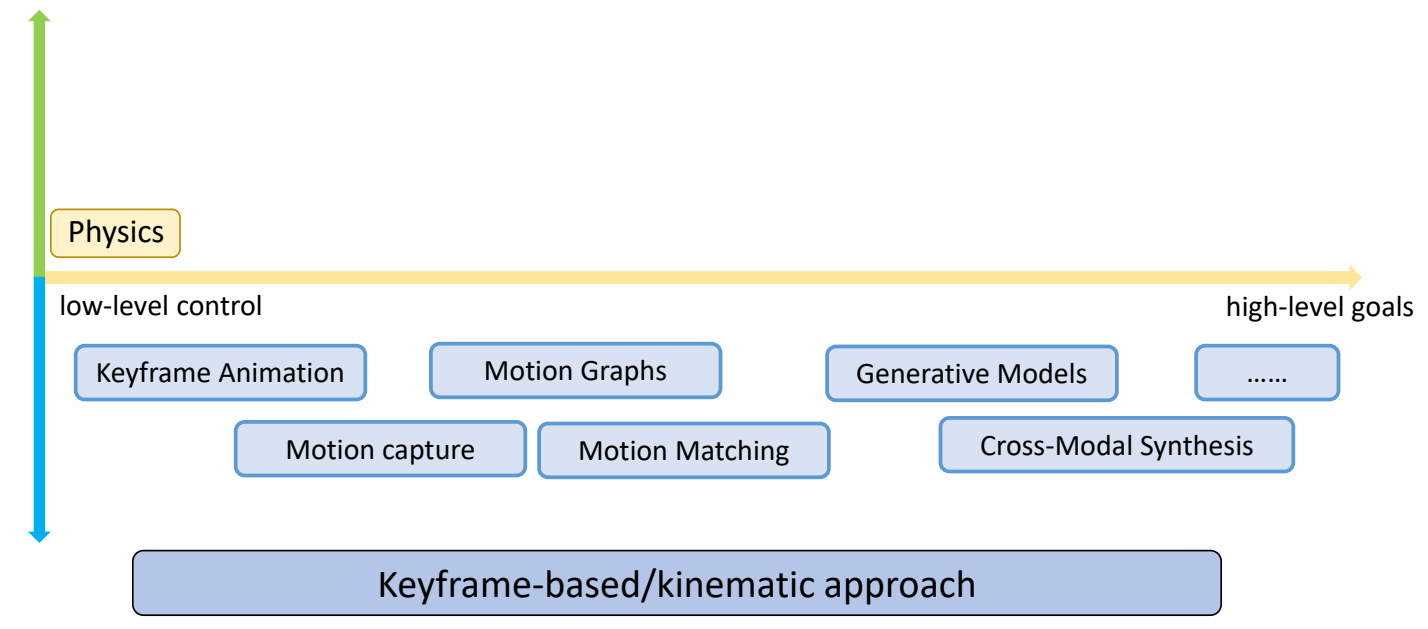 Physics
low-level control
high-level goals
Keyframe Animation
Motion Graphs
Generative Models
……
Motion capture
Motion Matching
Cross-Modal Synthesis
Keyframe-based/kinematic approach